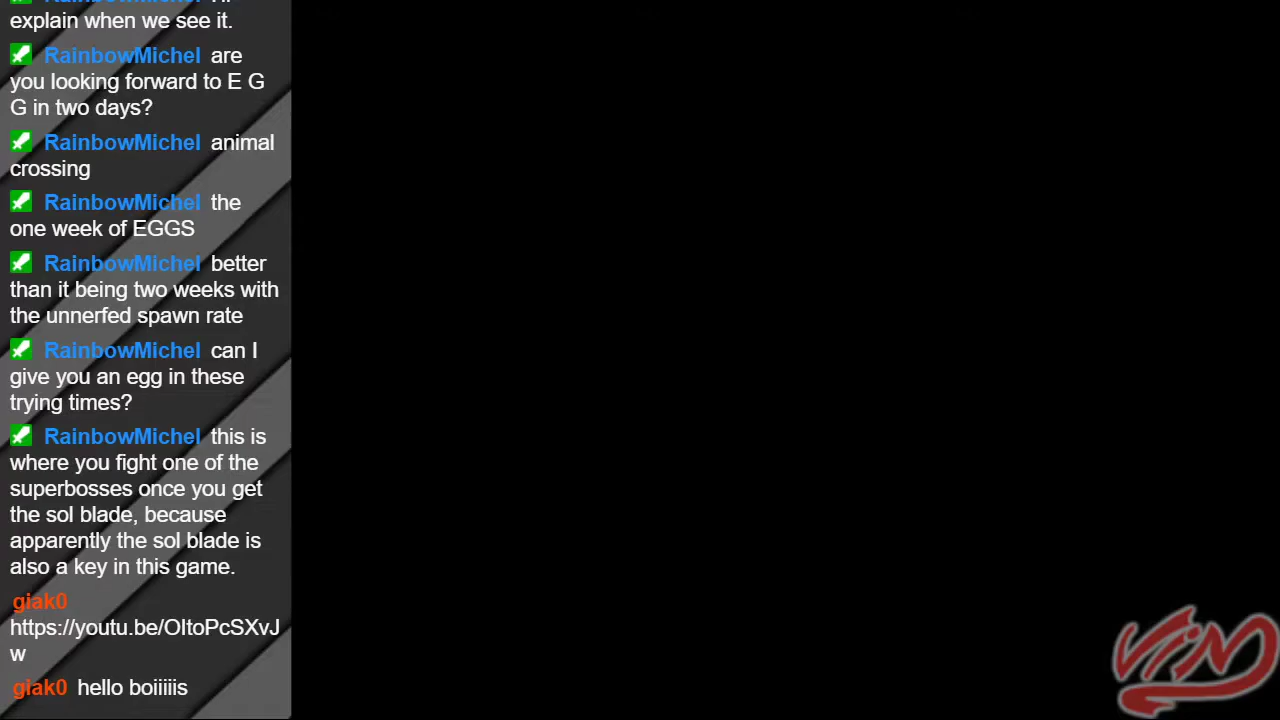 explain when we see it.
RainbowMichel are
you looking forward to E G
G in two days?
RainbowMichel animal
crossing
RainbowMichel the
one week of EGGS
RainbowMichel better
than it being two weeks with
the unnerfed spawn rate
RainbowMichel can I
give you an egg in these
trying times?
RainbowMichel this is
where you fight one of the
superbosses once you get
the sol blade, because
apparently the sol blade is
also a key in this game.
giak0
https://youtu.be/OItoPcSXvJ
w
giak0 hello boiiiiis
ViM